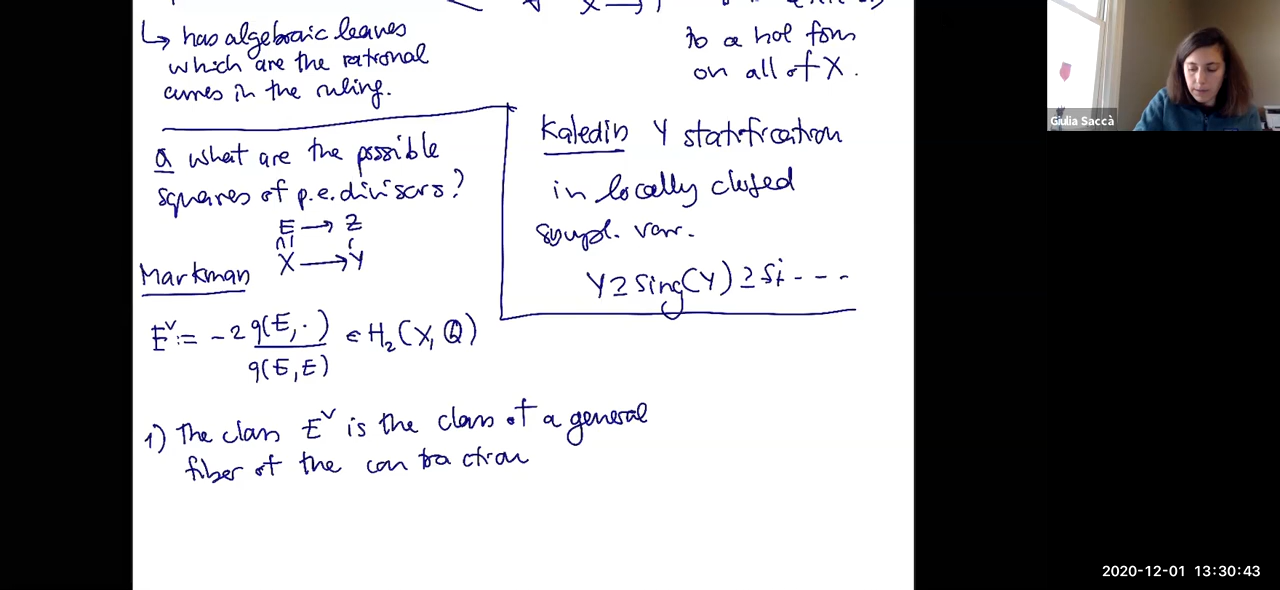 X → Y
↳ has algebraic leaves
which are the rational
curves in the ruling.
to a hol form
on all of X.
Q what are the possible
squares of p.e. divisors?
E → Z
∩ ∩
X → Y
Kaledin Y stratification
in locally closed
sympl. var.
Y ⊇ Sing(Y) ⊇ Si - - -
Markman
E^∨ := -2 q(E, ·) / q(E, E) ∈ H₂(X, Q)
1) The class E^∨ is the class of a general
fiber of the contraction
Giulia Saccà
2020-12-01 13:30:43